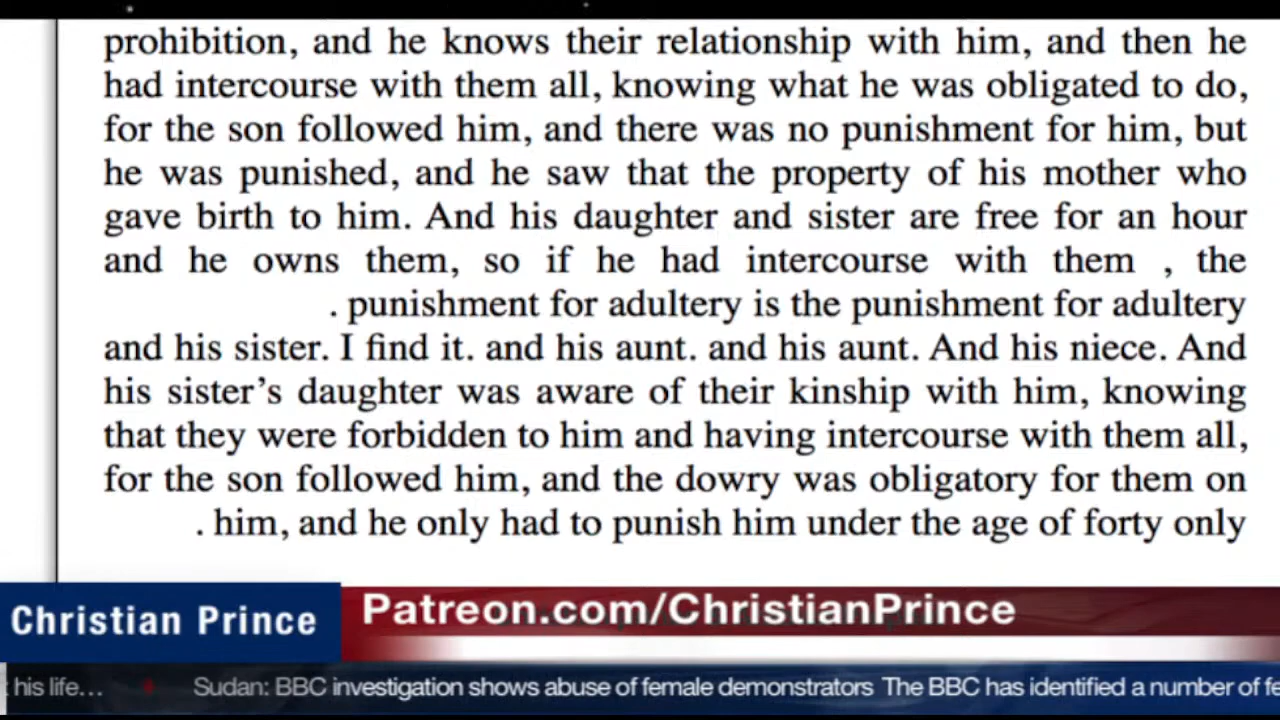 prohibition, and he knows their relationship with him, and then he
had intercourse with them all, knowing what he was obligated to do,
for the son followed him, and there was no punishment for him, but
he was punished, and he saw that the property of his mother who
gave birth to him. And his daughter and sister are free for an hour
and he owns them, so if he had intercourse with them , the
. punishment for adultery is the punishment for adultery
and his sister. I find it. and his aunt. and his aunt. And his niece. And
his sister’s daughter was aware of their kinship with him, knowing
that they were forbidden to him and having intercourse with them all,
for the son followed him, and the dowry was obligatory for them on
. him, and he only had to punish him under the age of forty only
Christian Prince
Patreon.com/ChristianPrince
his life... Sudan: BBC investigation shows abuse of female demonstrators The BBC has identified a number of